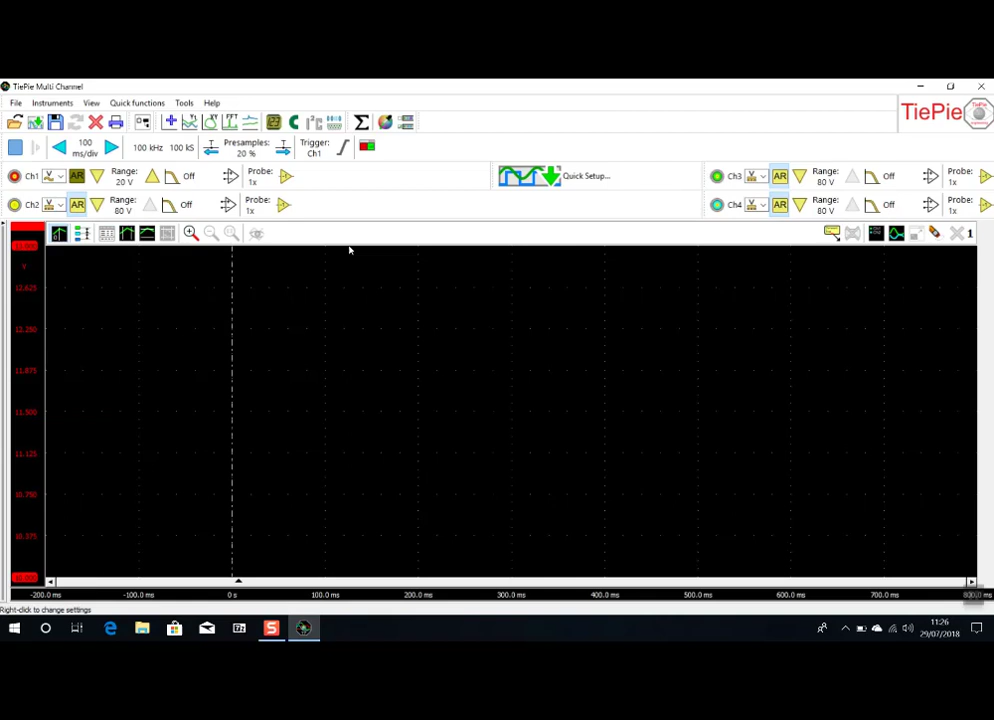 TiePie Multi Channel
File Instruments View Quick functions Tools Help
TiePie
100 ms/div 100 kHz 100 kS Presamples: 20 % Trigger: Ch1
Ch1 AR Range: 20 V Off Probe: 1x Quick Setup... Ch3 AR Range: 80 V Off Probe: 1x
Ch2 AR Range: 80 V Off Probe: 1x Ch4 AR Range: 80 V Off Probe: 1x
1
Y
12.625
12.250
11.875
11.500
11.125
10.750
10.375
-200.0 ms -100.0 ms 0 s 100.0 ms 200.0 ms 300.0 ms 400.0 ms 500.0 ms 600.0 ms 700.0 ms 800.0 ms
Right-click to change settings
11:26
29/07/2018